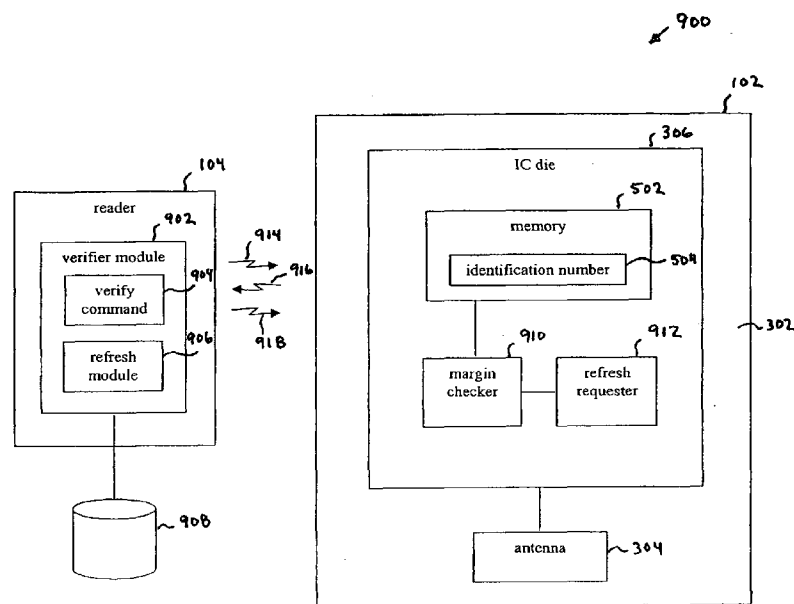 900
102
306
IC die
104
reader
502
902
memory
verifier module
914
904
916
identification number
504
verify
command
906
918
refresh
module
910
912
302
margin
checker
refresh
requester
908
antenna
304